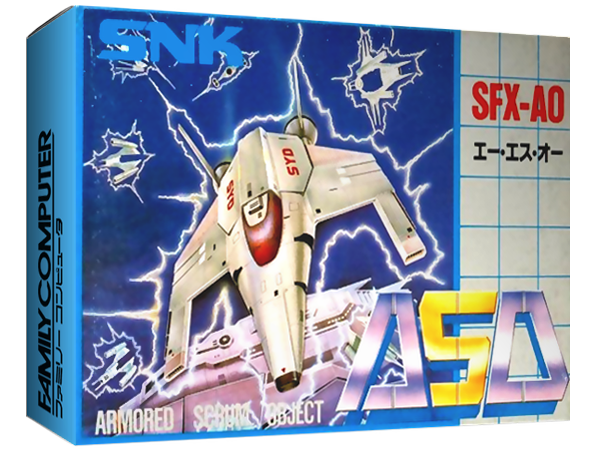 SNK
SFX-AO
エー・エス・オー
SYD
SYD
ASO
ARMORED SCRUM OBJECT
FAMILY COMPUTER
ファミリー コンピュータ